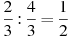 2/3 : 4/3 = 1/2